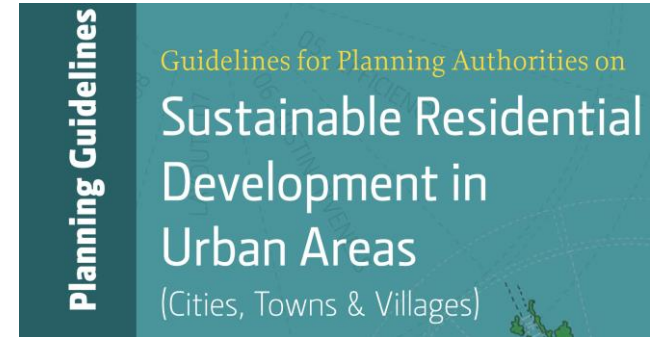 Planning Guidelines
Guidelines for Planning Authorities on
Sustainable Residential
Development in
Urban Areas
(Cities, Towns & Villages)